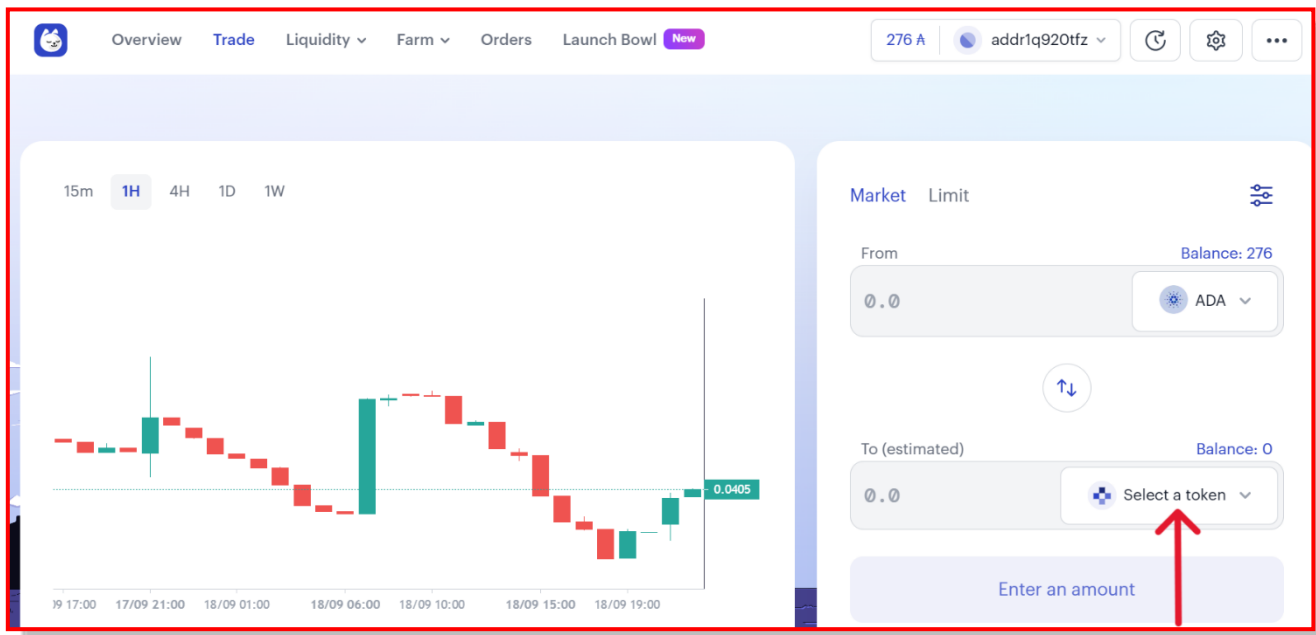 Overview Trade Liquidity Farm Orders Launch Bowl New 276 ₳ addr1q920tfz
15m 1H 4H 1D 1W
0.0405
17:00 17/09 21:00 18/09 01:00 18/09 06:00 18/09 10:00 18/09 15:00 18/09 19:00
Market Limit
From Balance: 276
0.0 ADA
To (estimated) Balance: 0
0.0 Select a token
Enter an amount